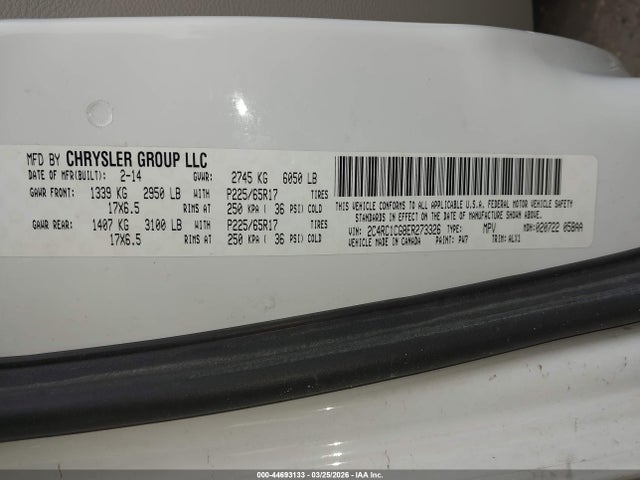 MFD BY CHRYSLER GROUP LLC
DATE OF MFR(BUILT): 2-14 GVWR: 2745 KG 6050 LB
GAWR FRONT: 1339 KG 2950 LB WITH P225/65R17 TIRES
17X6.5 RIMS AT 250 KPA ( 36 PSI) COLD
GAWR REAR: 1407 KG 3100 LB WITH P225/65R17 TIRES
17X6.5 RIMS AT 250 KPA ( 36 PSI) COLD
THIS VEHICLE CONFORMS TO ALL APPLICABLE U.S.A. FEDERAL MOTOR VEHICLE SAFETY
STANDARDS IN EFFECT ON THE DATE OF MANUFACTURE SHOWN ABOVE.
VIN: 2C4RC1CG8ER273326 TYPE: MPV MDH: 020722 058AA
VEHICLE MADE IN CANADA PAINT: PW7 TRIM: ALX1
000-44693133 - 03/25/2026 - IAA Inc.